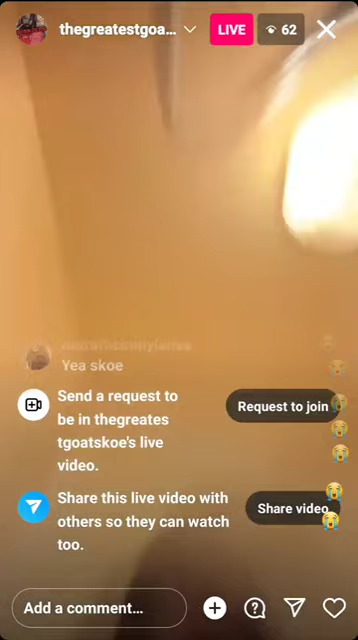 thegreatestgoa...
LIVE
62
Yea skoe
Send a request to
be in thegreates
tgoatskoe's live
video.
Request to join
Share this live video with
others so they can watch
too.
Share video
Add a comment...